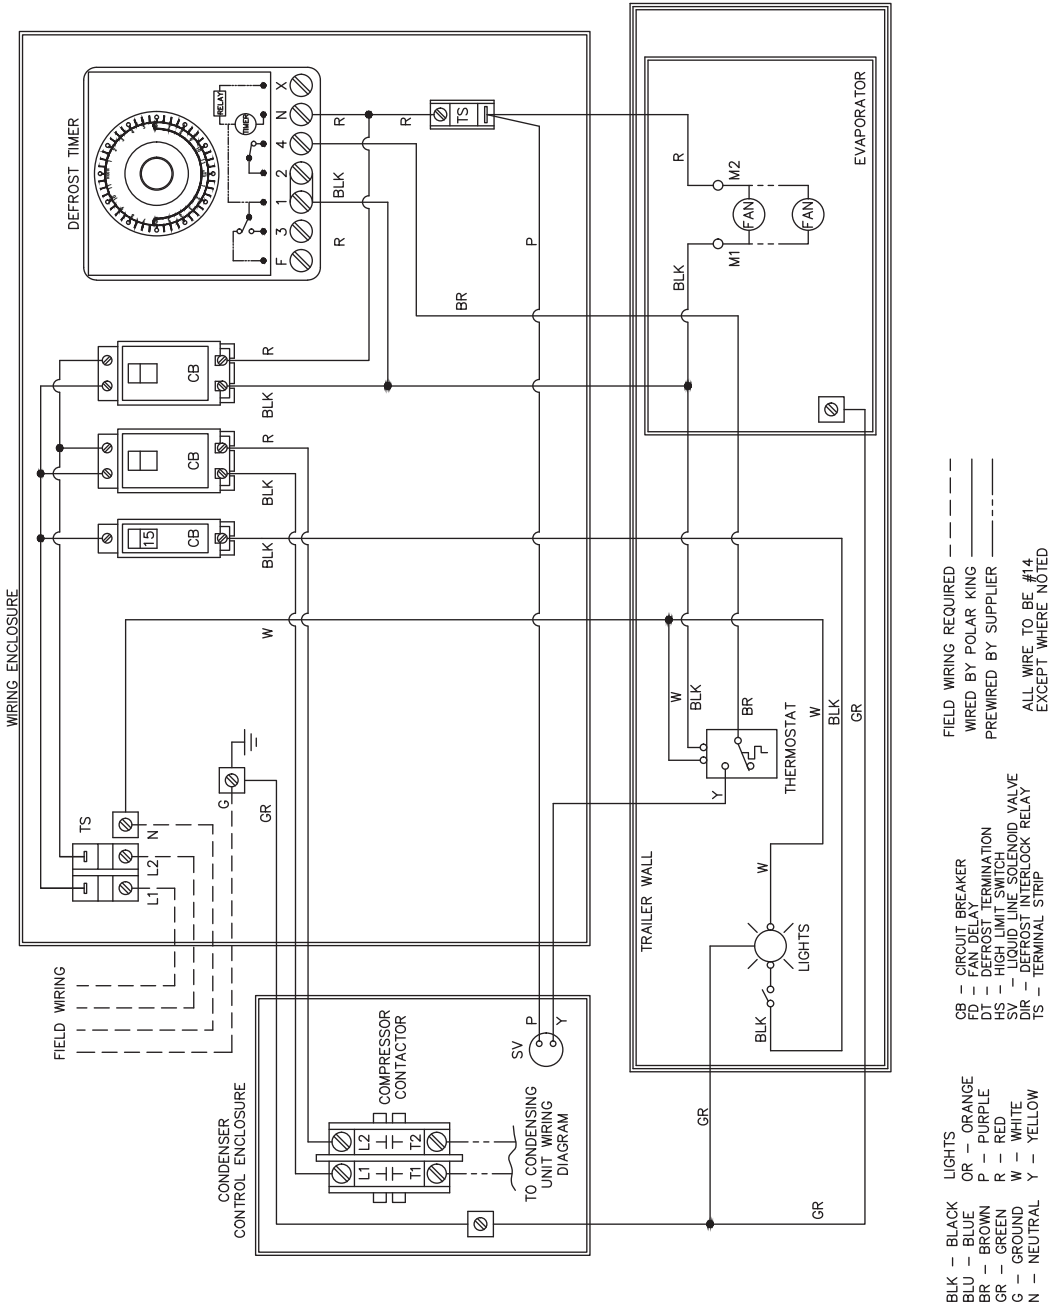 WIRING ENCLOSURE
DEFROST TIMER
RELAY
TIMER
F
3
1
2
4
N
X
R
BLK
R
R
TS
P
R
M2
M1
FAN
FAN
BLK
EVAPORATOR
BR
CB
R
BLK
CB
R
BLK
15
CB
BLK
W
TS
L1
L2
N
G
GR
FIELD WIRING
W
BLK
BR
Y
THERMOSTAT
W
BLK
GR
TRAILER WALL
W
LIGHTS
BLK
CONDENSER
CONTROL ENCLOSURE
COMPRESSOR
CONTACTOR
L1
L2
T1
T2
TO CONDENSING
UNIT WIRING
DIAGRAM
SV
P
Y
GR
GR
BLK – BLACK
BLU – BLUE
BR – BROWN
GR – GREEN
G – GROUND
N – NEUTRAL
LIGHTS
OR – ORANGE
P – PURPLE
R – RED
W – WHITE
Y – YELLOW
CB – CIRCUIT BREAKER
FD – FAN DELAY
DT – DEFROST TERMINATION
HS – HIGH LIMIT SWITCH
SV – LIQUID LINE SOLENOID VALVE
DIR – DEFROST INTERLOCK RELAY
TS – TERMINAL STRIP
FIELD WIRING REQUIRED
WIRED BY POLAR KING
PREWIRED BY SUPPLIER
ALL WIRE TO BE #14
EXCEPT WHERE NOTED